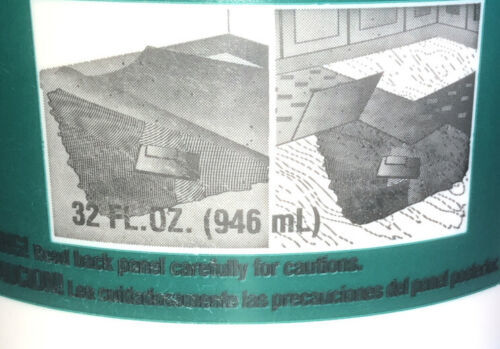 32 FL.OZ. (946 mL)
Read back panel carefully for cautions.
Lea cuidadosamente las precauciones del panel posterior.